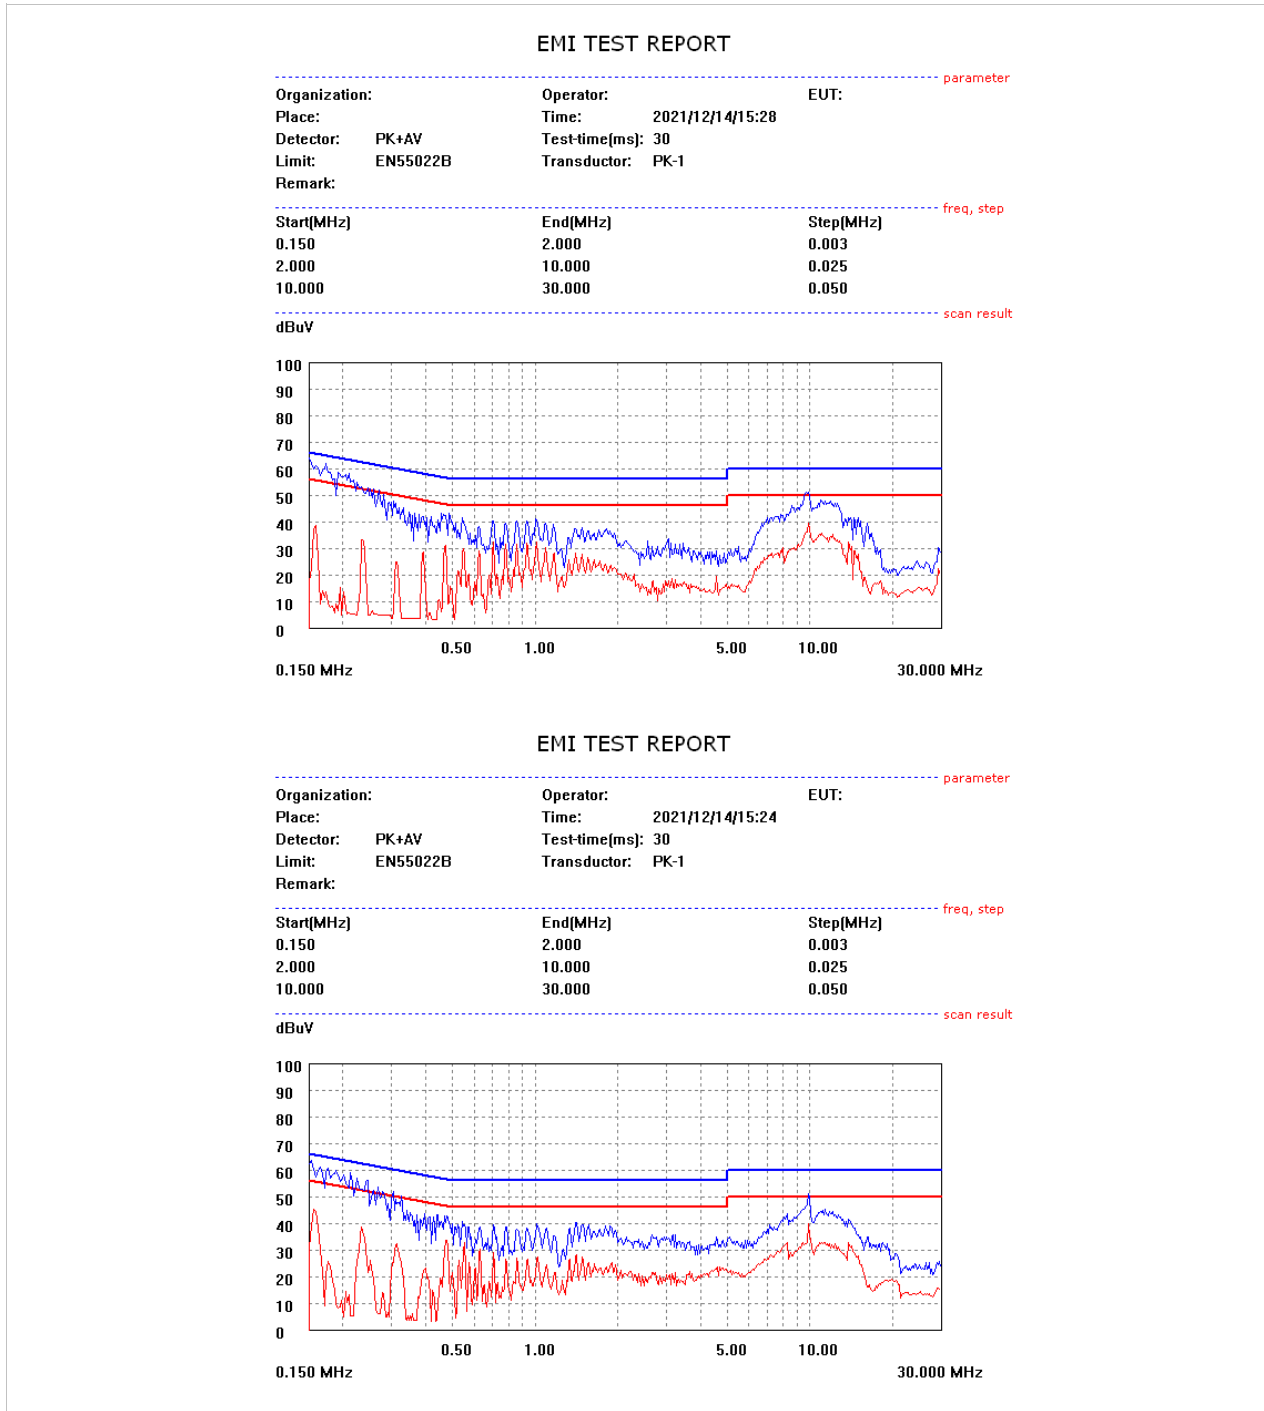 EMI TEST REPORT
parameter
Organization: Operator: EUT:
Place: Time: 2021/12/14/15:28
Detector: PK+AV Test-time(ms): 30
Limit: EN55022B Transductor: PK-1
Remark:
freq, step
Start(MHz) End(MHz) Step(MHz)
0.150 2.000 0.003
2.000 10.000 0.025
10.000 30.000 0.050
scan result
dBuV
100
90
80
70
60
50
40
30
20
10
0
0.50 1.00 5.00 10.00
0.150 MHz 30.000 MHz
EMI TEST REPORT
parameter
Organization: Operator: EUT:
Place: Time: 2021/12/14/15:24
Detector: PK+AV Test-time(ms): 30
Limit: EN55022B Transductor: PK-1
Remark:
freq, step
Start(MHz) End(MHz) Step(MHz)
0.150 2.000 0.003
2.000 10.000 0.025
10.000 30.000 0.050
scan result
dBuV
100
90
80
70
60
50
40
30
20
10
0
0.50 1.00 5.00 10.00
0.150 MHz 30.000 MHz